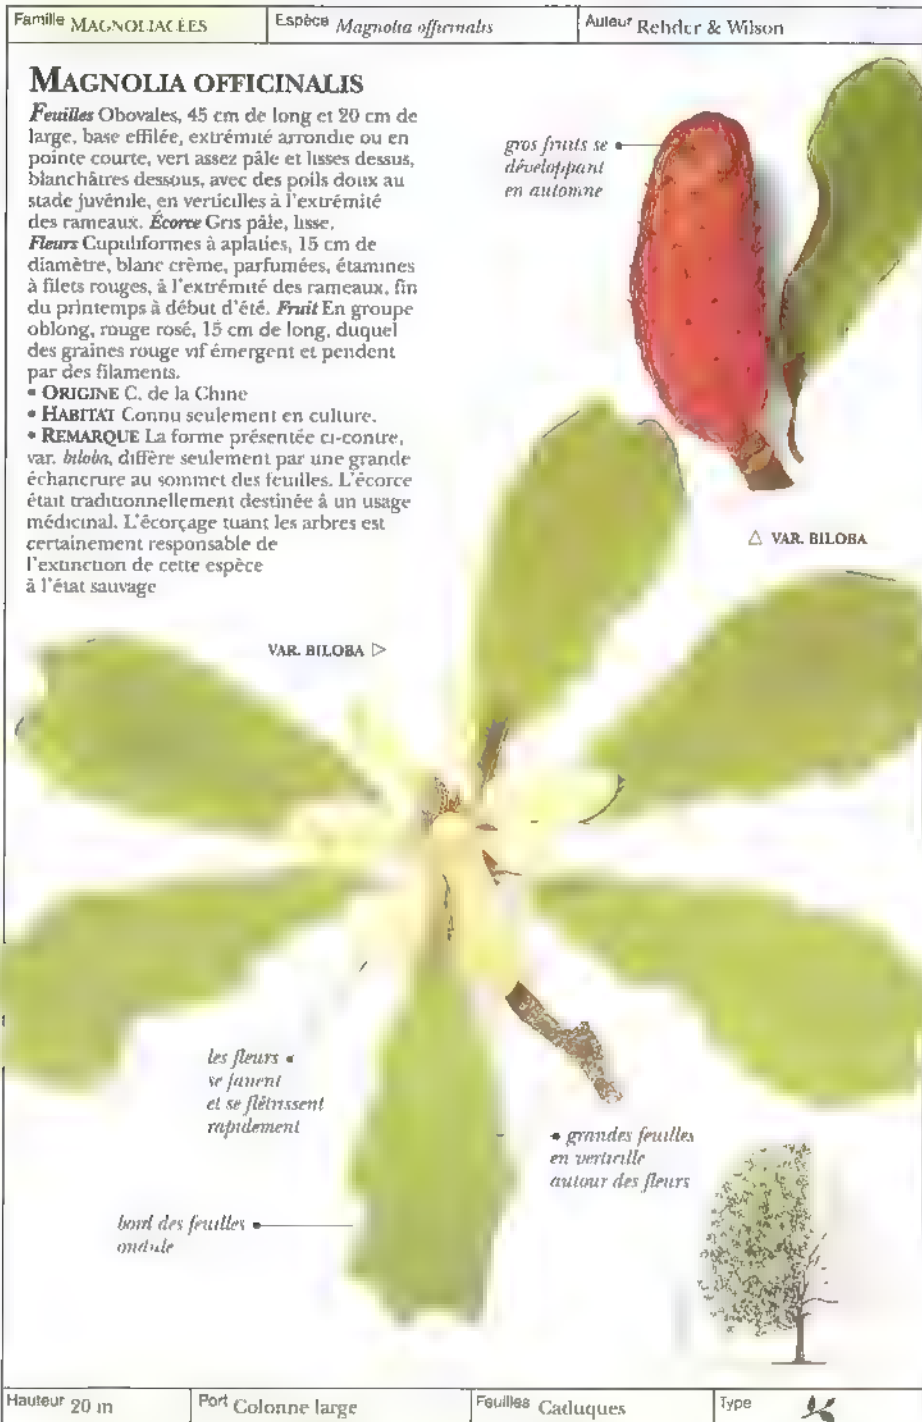 Famille MAGNOLIACÉES Espèce Magnolia officinalis Auteur Rehder & Wilson
MAGNOLIA OFFICINALIS
Feuilles Obovales, 45 cm de long et 20 cm de
large, base effilée, extrémité arrondie ou en
pointe courte, vert assez pâle et lisses dessus,
blanchâtres dessous, avec des poils doux au
stade juvénile, en verticilles à l'extrémité
des rameaux. Écorce Gris pâle, lisse.
Fleurs Cupuliformes à aplaties, 15 cm de
diamètre, blanc crème, parfumées, étamines
à filets rouges, à l'extrémité des rameaux, fin
du printemps à début d'été. Fruit En groupe
oblong, rouge rosé, 15 cm de long, duquel
des graines rouge vif émergent et pendent
par des filaments.
• ORIGINE C. de la Chine
• HABITAT Connu seulement en culture.
• REMARQUE La forme présentée ci-contre,
var. biloba, diffère seulement par une grande
échancrure au sommet des feuilles. L'écorce
était traditionnellement destinée à un usage
médicinal. L'écorçage tuant les arbres est
certainement responsable de
l'extinction de cette espèce
à l'état sauvage
gros fruits se •
développant
en automne
△ VAR. BILOBA
VAR. BILOBA ▷
les fleurs •
se fanent
et se flétrissent
rapidement
• grandes feuilles
en verticille
autour des fleurs
bord des feuilles •
ondulé
Hauteur 20 m Port Colonne large Feuilles Caduques Type